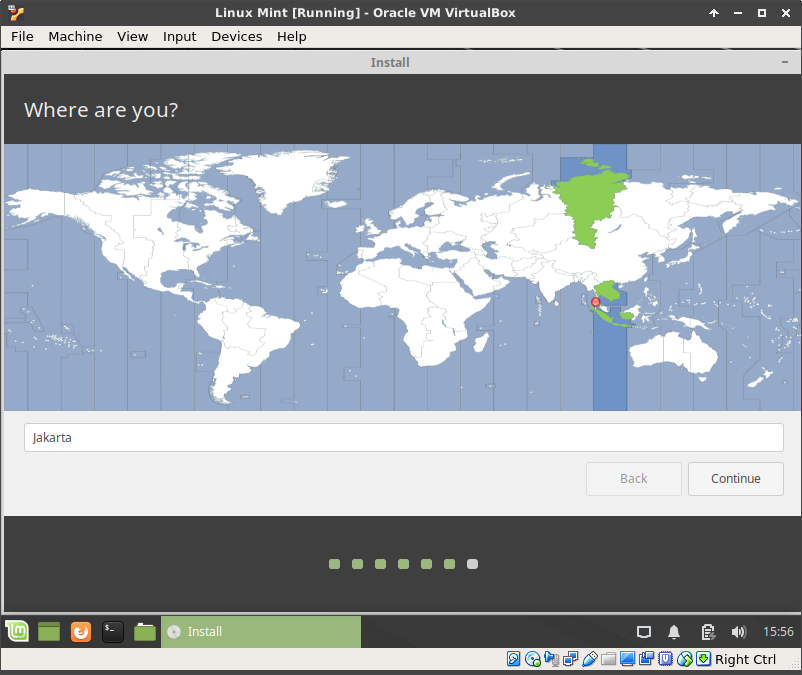 Linux Mint [Running] - Oracle VM VirtualBox
File Machine View Input Devices Help
Install
Where are you?
Jakarta
Back Continue
Install 15:56
Right Ctrl